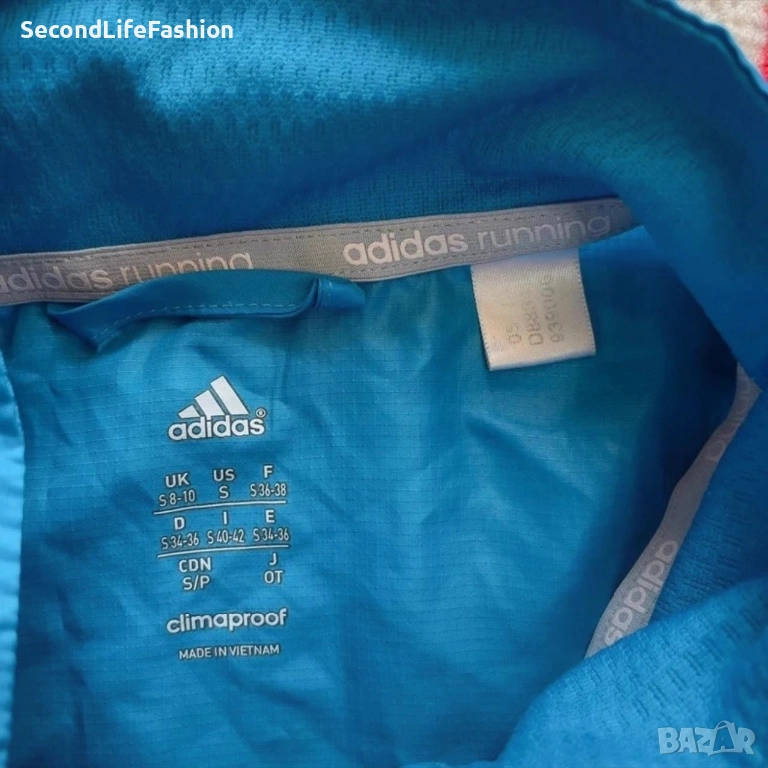 SecondLifeFashion
adidas running adidas running
adidas
UK US F
S 8-10 S S 36-38
D I E
S 34-36 S 40-42 S 34-36
CDN J
S/P OT
climaproof
MADE IN VIETNAM
adidas
BAZAR